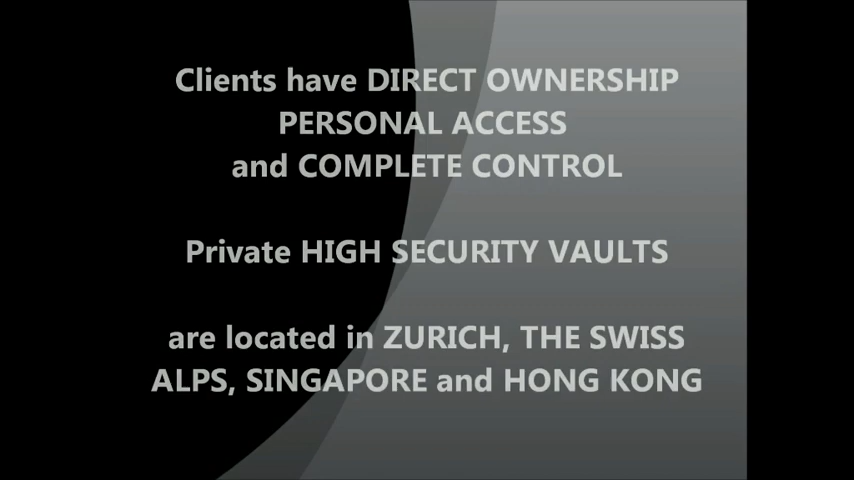 Clients have DIRECT OWNERSHIP
PERSONAL ACCESS
and COMPLETE CONTROL
Private HIGH SECURITY VAULTS
are located in ZURICH, THE SWISS
ALPS, SINGAPORE and HONG KONG